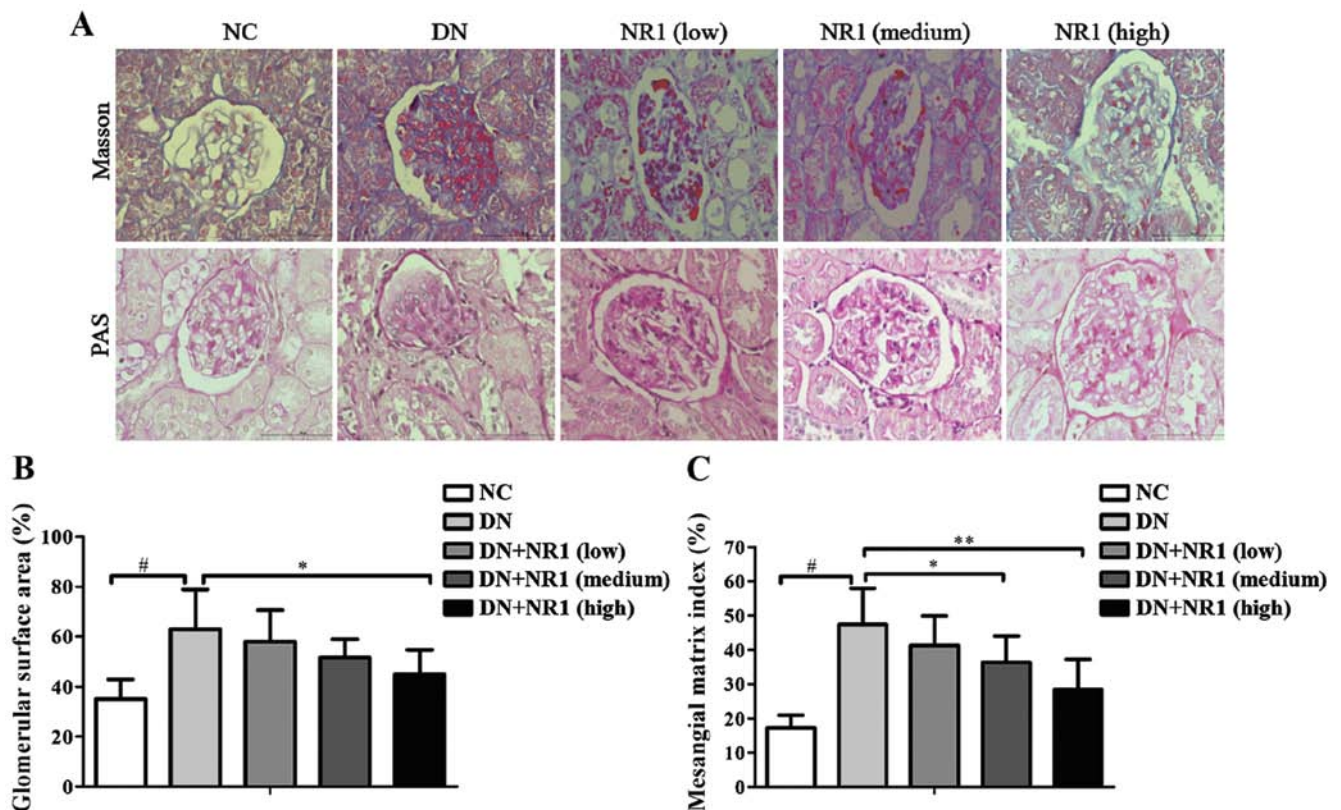 A
NC DN NR1 (low) NR1 (medium) NR1 (high)
Masson
PAS
B
Glomerular surface area (%)
100
80
60
40
20
0
#
*
NC
DN
DN+NR1 (low)
DN+NR1 (medium)
DN+NR1 (high)
C
Mesangial matrix index (%)
70
60
50
40
30
20
10
0
#
*
**
NC
DN
DN+NR1 (low)
DN+NR1 (medium)
DN+NR1 (high)